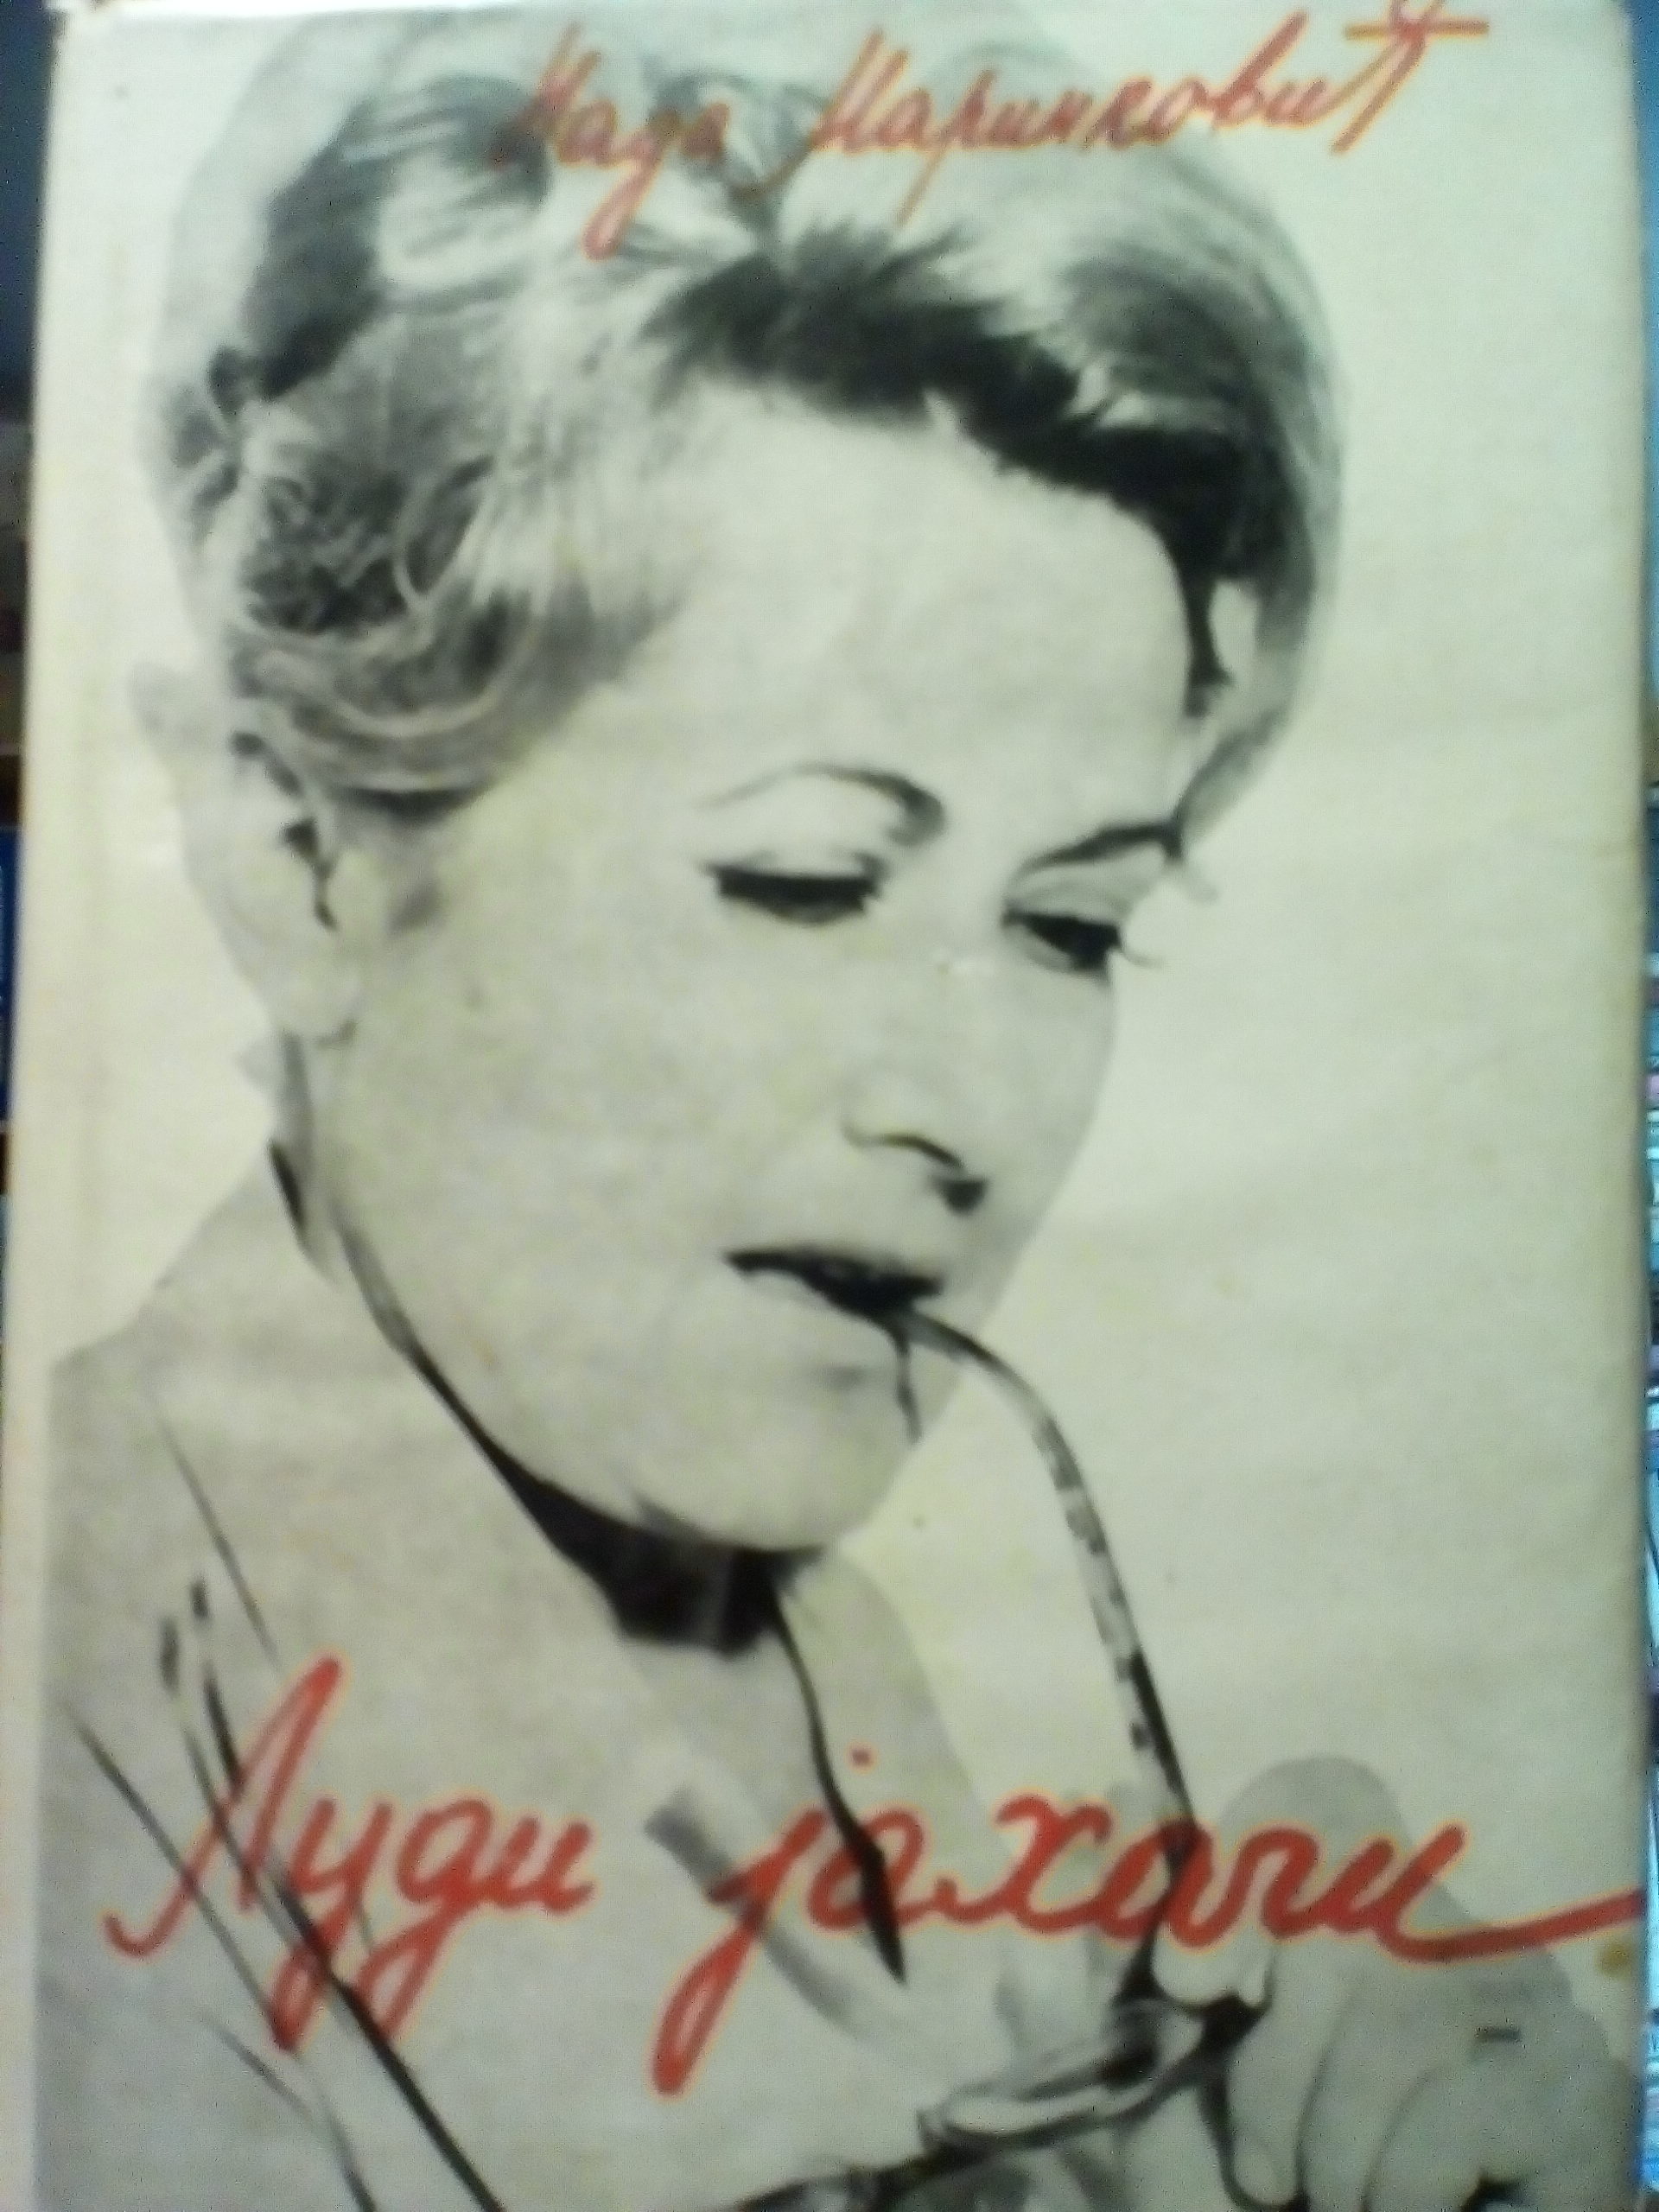 Нада Маринковић
Луди јахачи